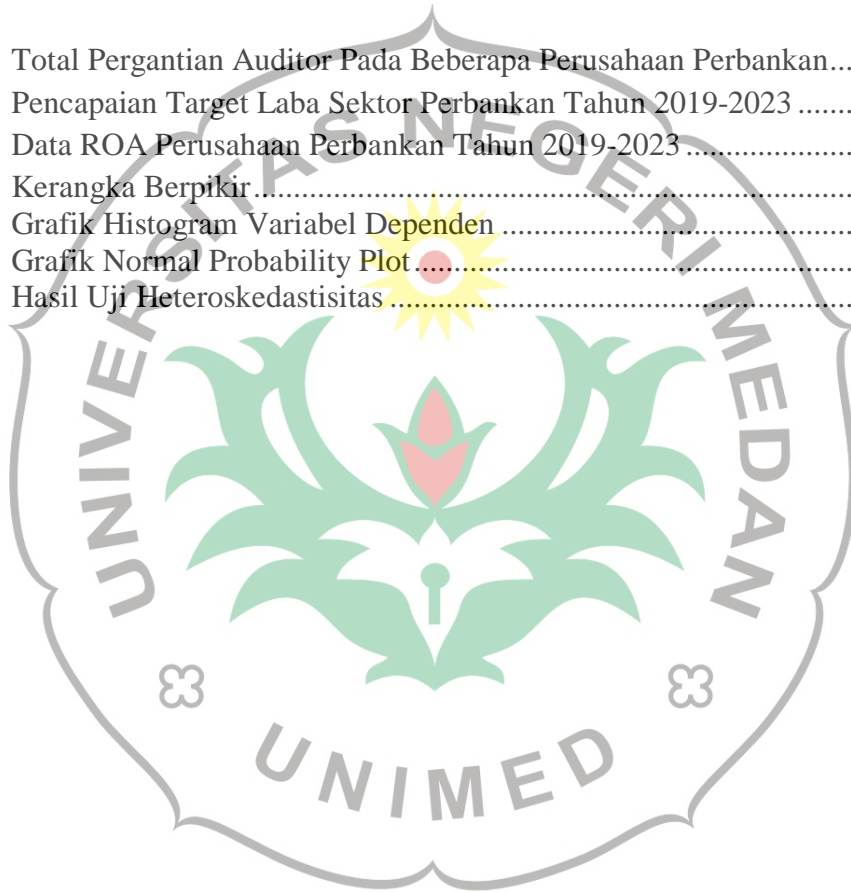 Total Pergantian Auditor Pada Beberapa Perusahaan Perbankan...
Pencapaian Target Laba Sektor Perbankan Tahun 2019-2023 .......
Data ROA Perusahaan Perbankan Tahun 2019-2023 .....................
Kerangka Berpikir ...............................................................................
Grafik Histogram Variabel Dependen ..............................................
Grafik Normal Probability Plot .........................................................
Hasil Uji Heteroskedastisitas ............................................................
UNIVERSITAS NEGERI MEDAN
UNIMED